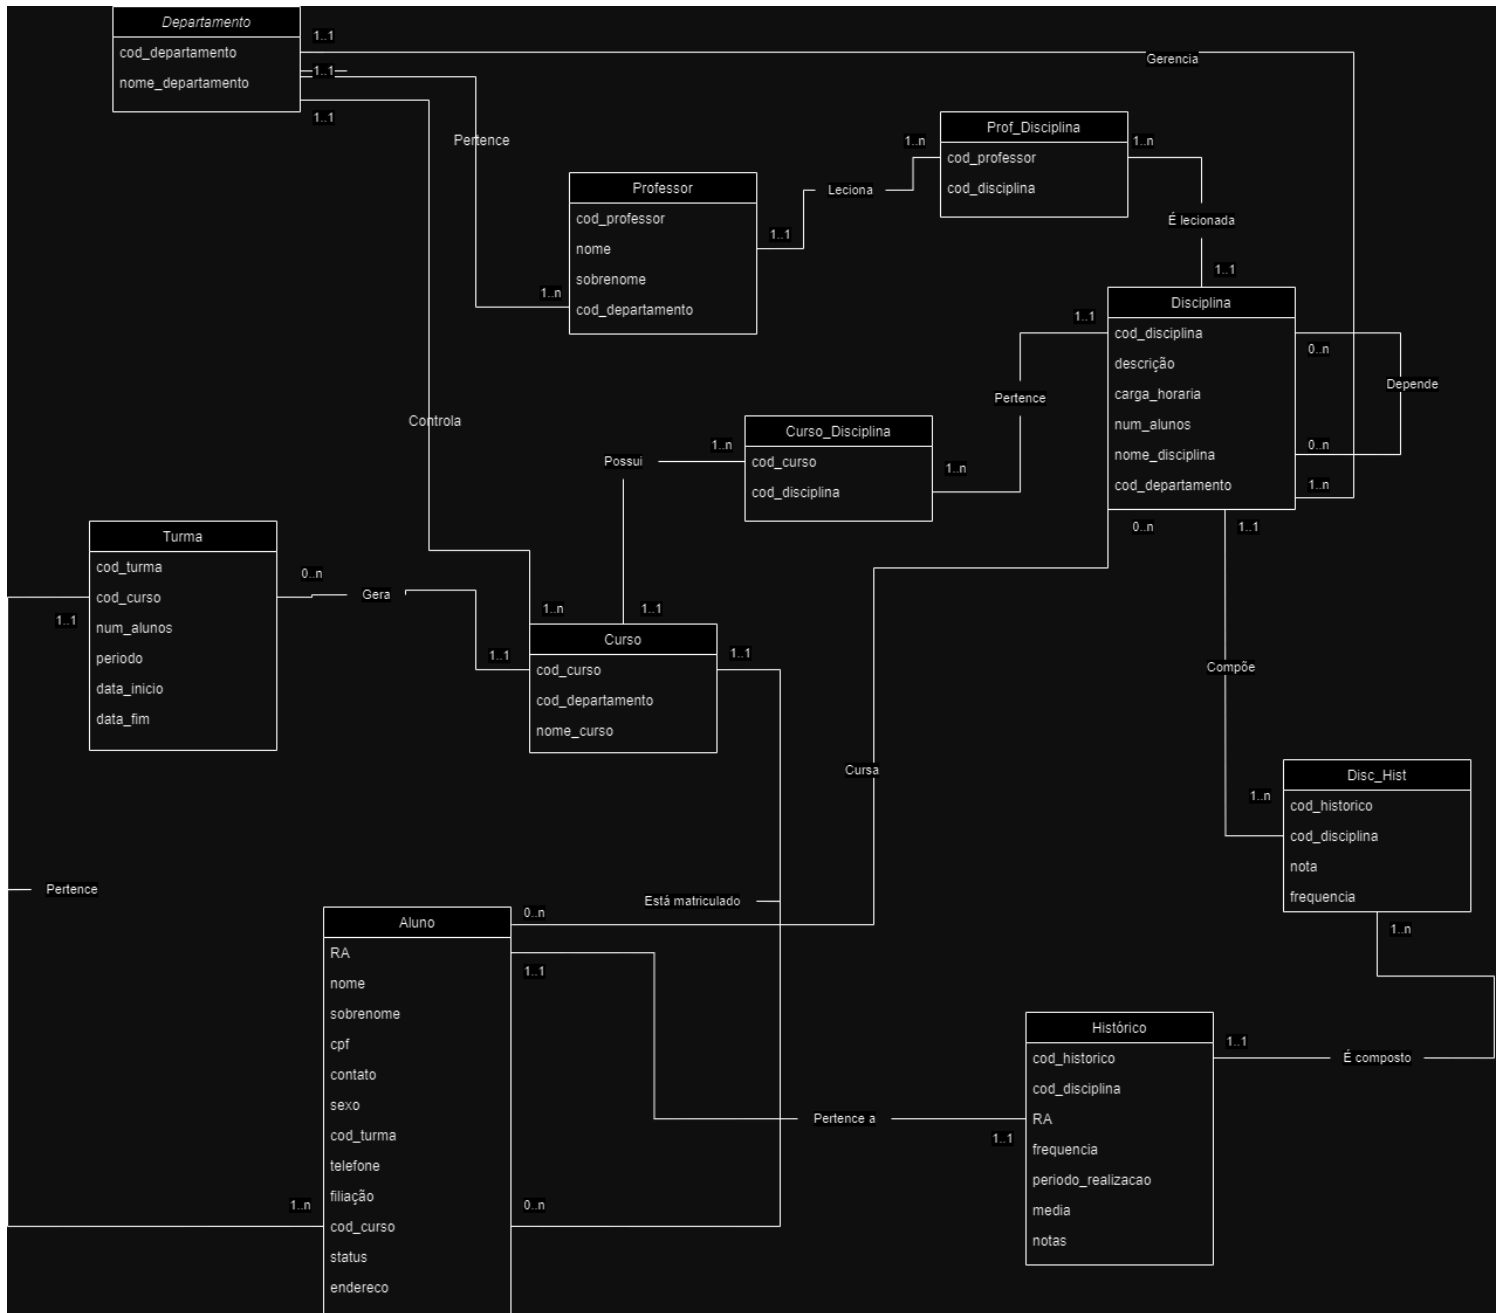 Departamento
cod_departamento
nome_departamento
1..1
1..1
1..1
Gerencia
Pertence
Prof_Disciplina
cod_professor
cod_disciplina
1..n
1..n
Leciona
É lecionada
Professor
cod_professor
nome
sobrenome
cod_departamento
1..1
1..n
1..1
Disciplina
cod_disciplina
descrição
carga_horaria
num_alunos
nome_disciplina
cod_departamento
1..1
0..n
Depende
0..n
1..n
0..n
1..1
Pertence
Controla
Curso_Disciplina
cod_curso
cod_disciplina
1..n
1..n
Possui
Turma
cod_turma
cod_curso
num_alunos
periodo
data_inicio
data_fim
0..n
1..1
Gera
1..n
1..1
1..1
1..1
Curso
cod_curso
cod_departamento
nome_curso
Compõe
Cursa
Disc_Hist
cod_historico
cod_disciplina
nota
frequência
1..n
1..n
Pertence
Está matriculado
Aluno
RA
nome
sobrenome
cpf
contato
sexo
cod_turma
telefone
filiação
cod_curso
status
endereco
0..n
1..1
1..n
0..n
Pertence a
1..1
Histórico
cod_historico
cod_disciplina
RA
frequencia
periodo_realizacao
media
notas
1..1
É composto